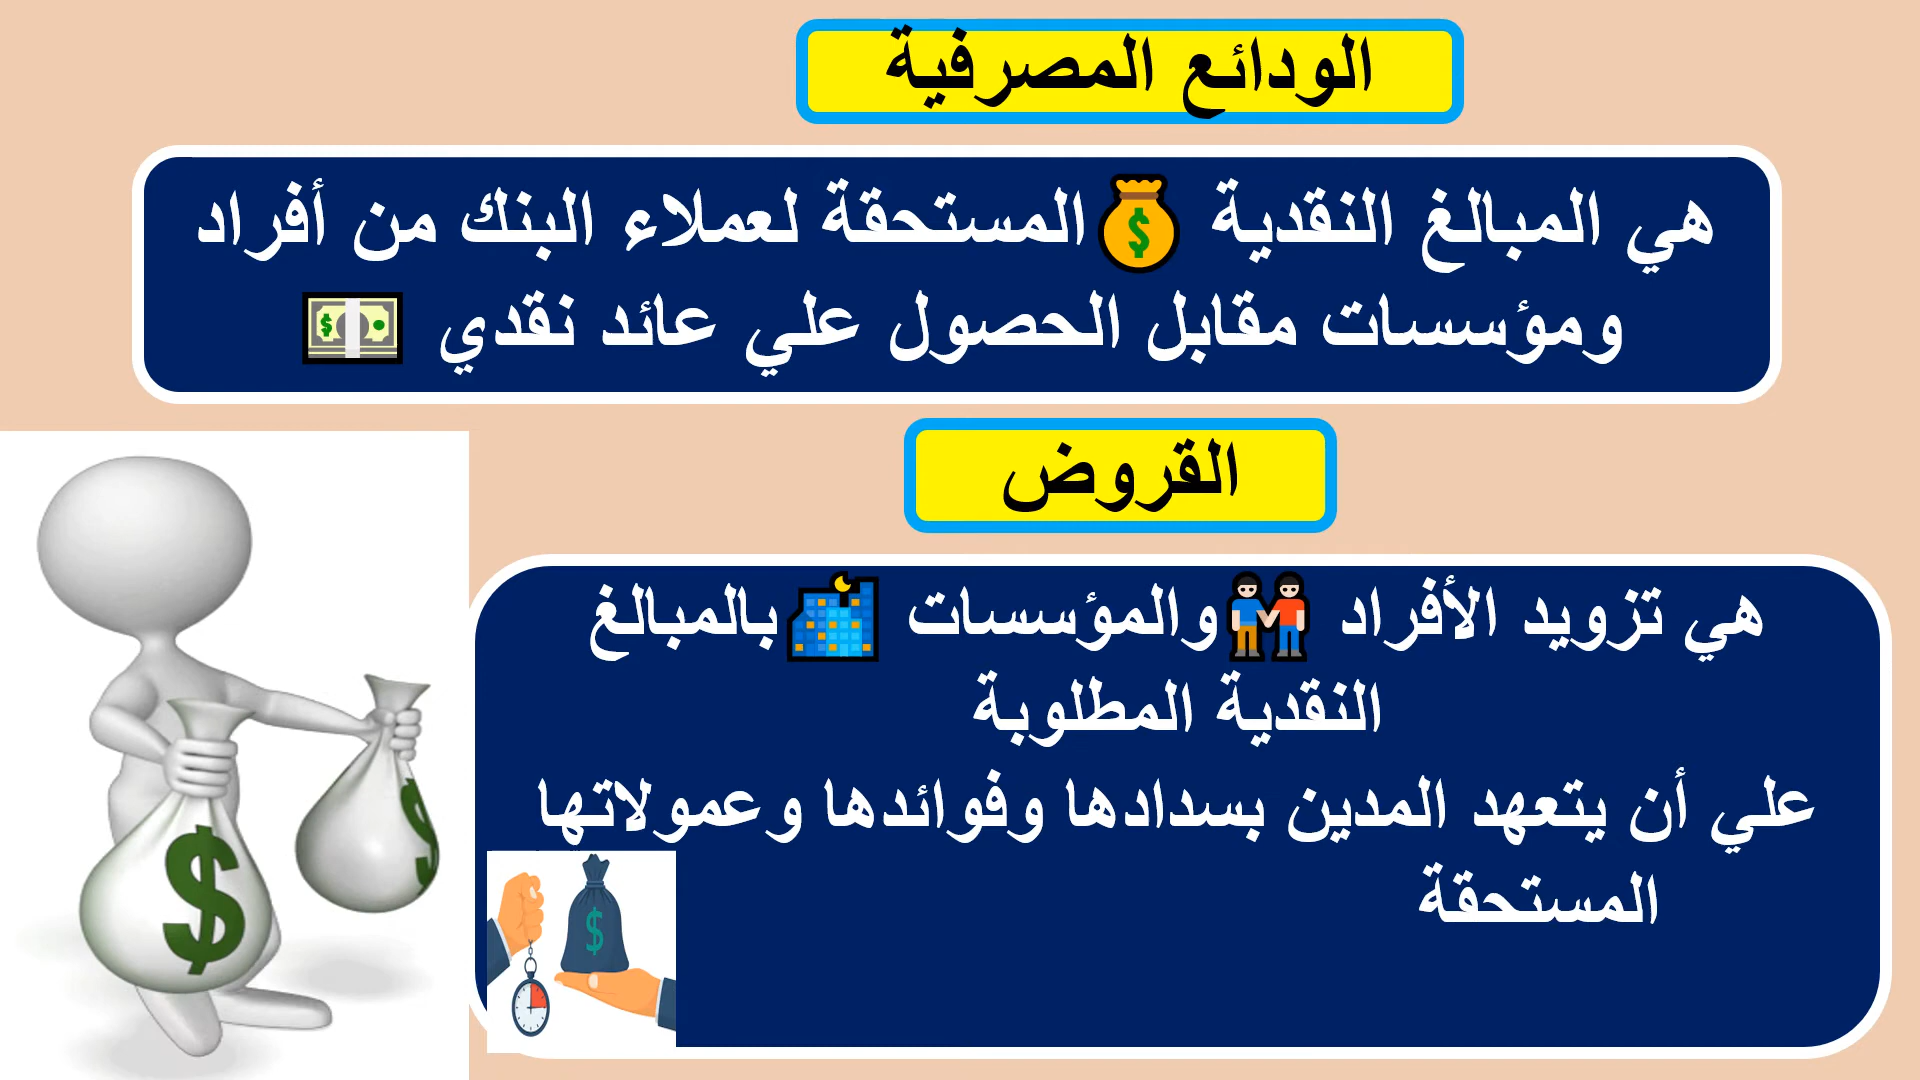 الودائع المصرفية
هي المبالغ النقدية 💰المستحقة لعملاء البنك من أفراد
ومؤسسات مقابل الحصول علي عائد نقدي 💵
القروض
هي تزويد الأفراد 👬والمؤسسات 🌃بالمبالغ
النقدية المطلوبة
علي أن يتعهد المدين بسدادها وفوائدها وعمولاتها
المستحقة
$
$
$